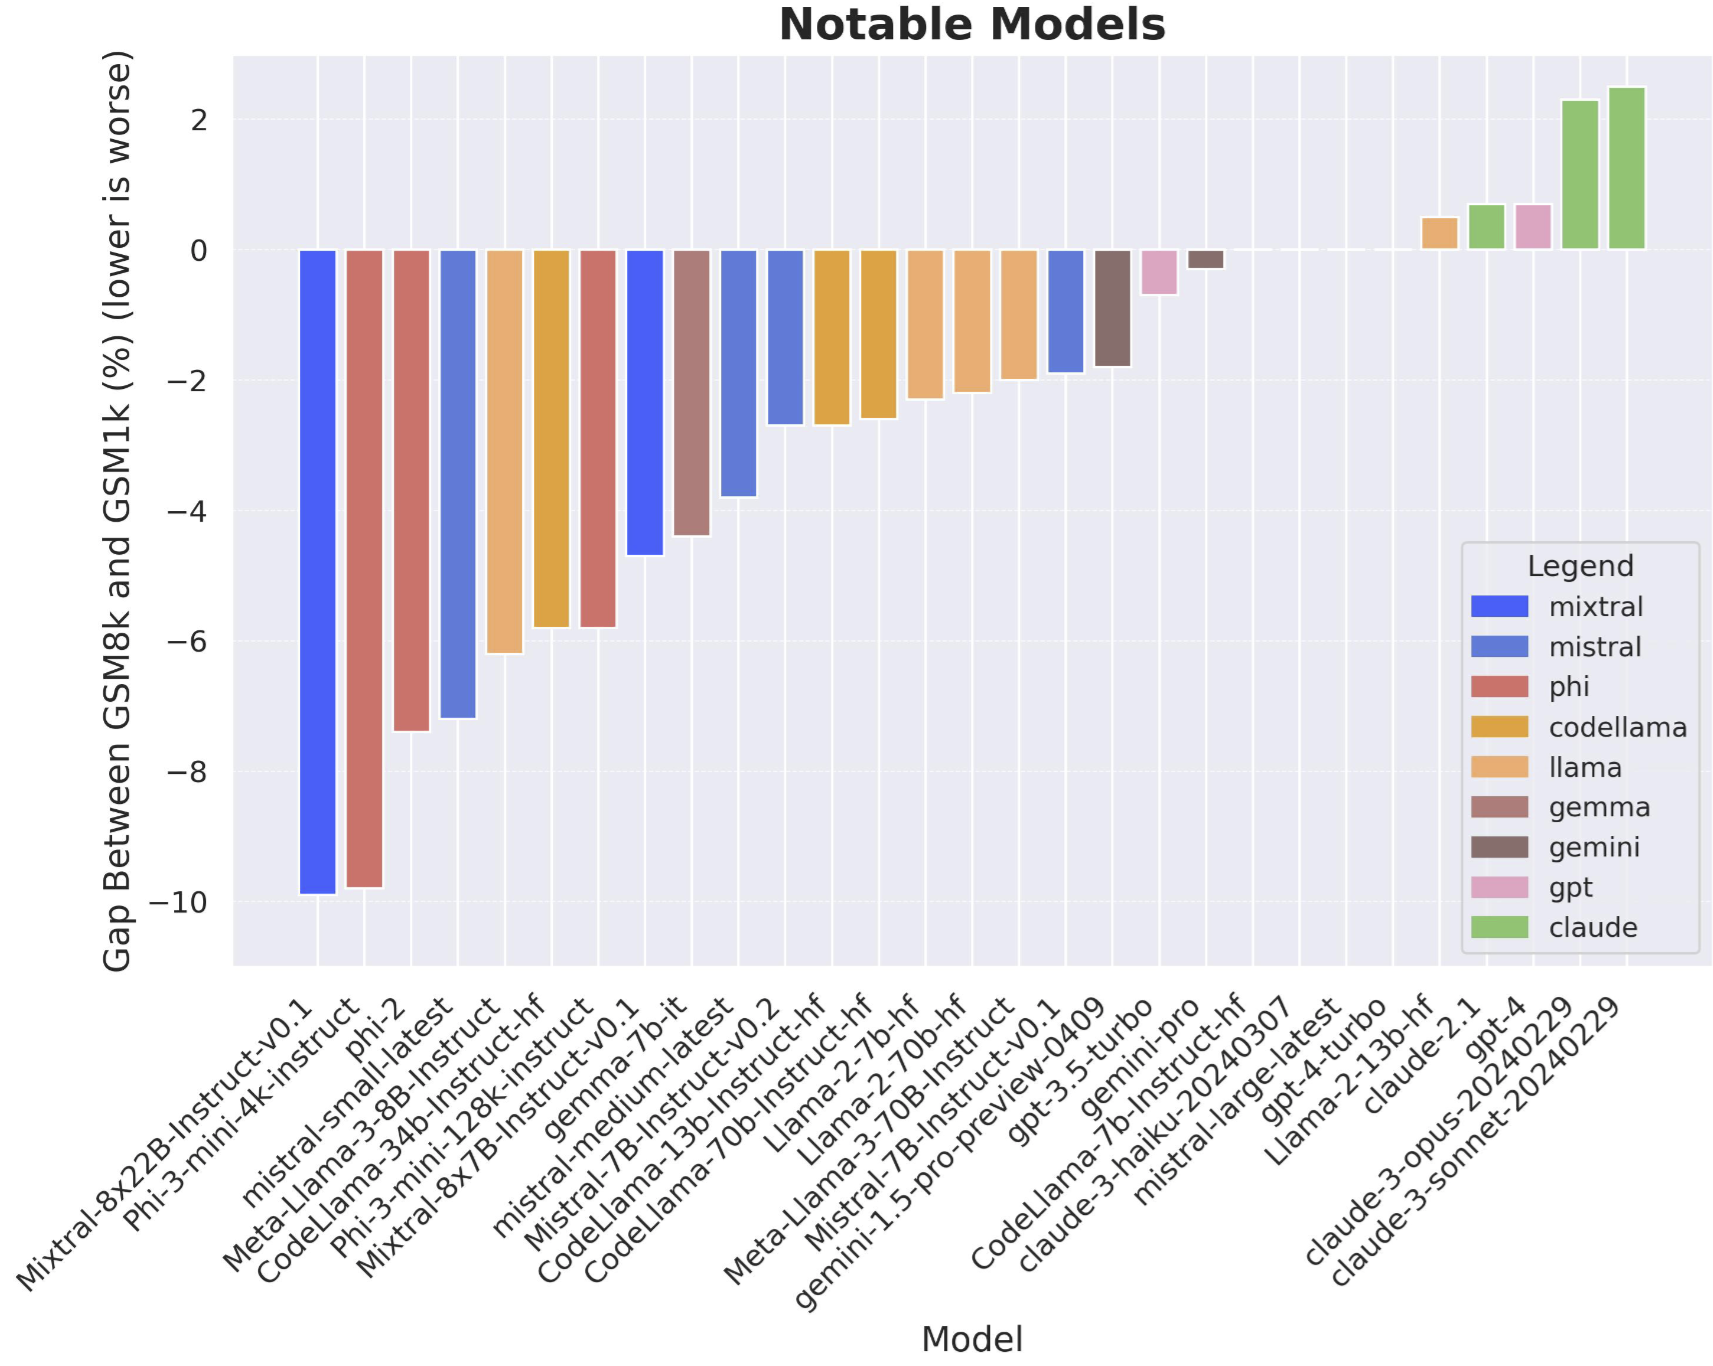 Notable Models
Gap Between GSM8k and GSM1k (%) (lower is worse)
2
0
−2
−4
−6
−8
−10
Legend
mixtral
mistral
phi
codellama
llama
gemma
gemini
gpt
claude
Mixtral-8x22B-Instruct-v0.1
Phi-3-mini-4k-instruct
phi-2
mistral-small-latest
Meta-Llama-3-8B-Instruct
CodeLlama-34b-Instruct-hf
Phi-3-mini-128k-instruct
Mixtral-8x7B-Instruct-v0.1
gemma-7b-it
mistral-medium-latest
Mistral-7B-Instruct-v0.2
CodeLlama-13b-Instruct-hf
CodeLlama-70b-Instruct-hf
Llama-2-7b-hf
Llama-2-70b-hf
Meta-Llama-3-70B-Instruct
Mistral-7B-Instruct-v0.1
gemini-1.5-pro-preview-0409
gpt-3.5-turbo
gemini-pro
CodeLlama-7b-Instruct-hf
claude-3-haiku-20240307
mistral-large-latest
gpt-4-turbo
Llama-2-13b-hf
claude-2.1
gpt-4
claude-3-opus-20240229
claude-3-sonnet-20240229
Model